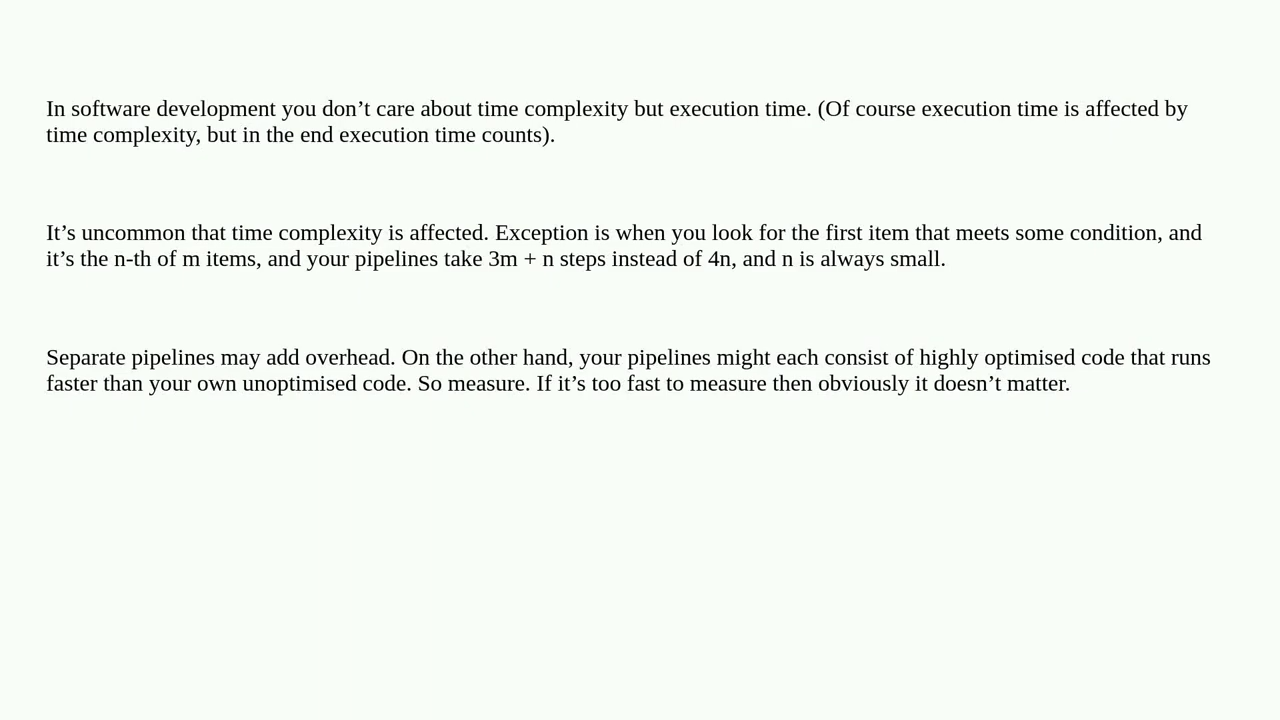 In software development you don’t care about time complexity but execution time. (Of course execution time is affected by
time complexity, but in the end execution time counts).
It’s uncommon that time complexity is affected. Exception is when you look for the first item that meets some condition, and
it’s the n-th of m items, and your pipelines take 3m + n steps instead of 4n, and n is always small.
Separate pipelines may add overhead. On the other hand, your pipelines might each consist of highly optimised code that runs
faster than your own unoptimised code. So measure. If it’s too fast to measure then obviously it doesn’t matter.